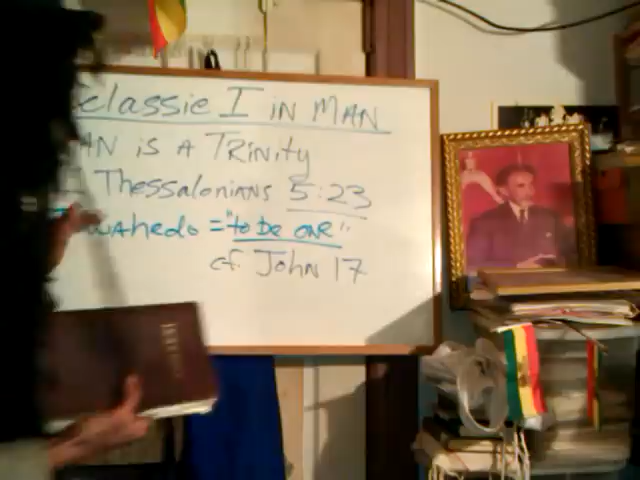 elassie I in MAN
AN is A Trinity
Thessalonians 5:23
wahedo = "to be one"
cf. John 17